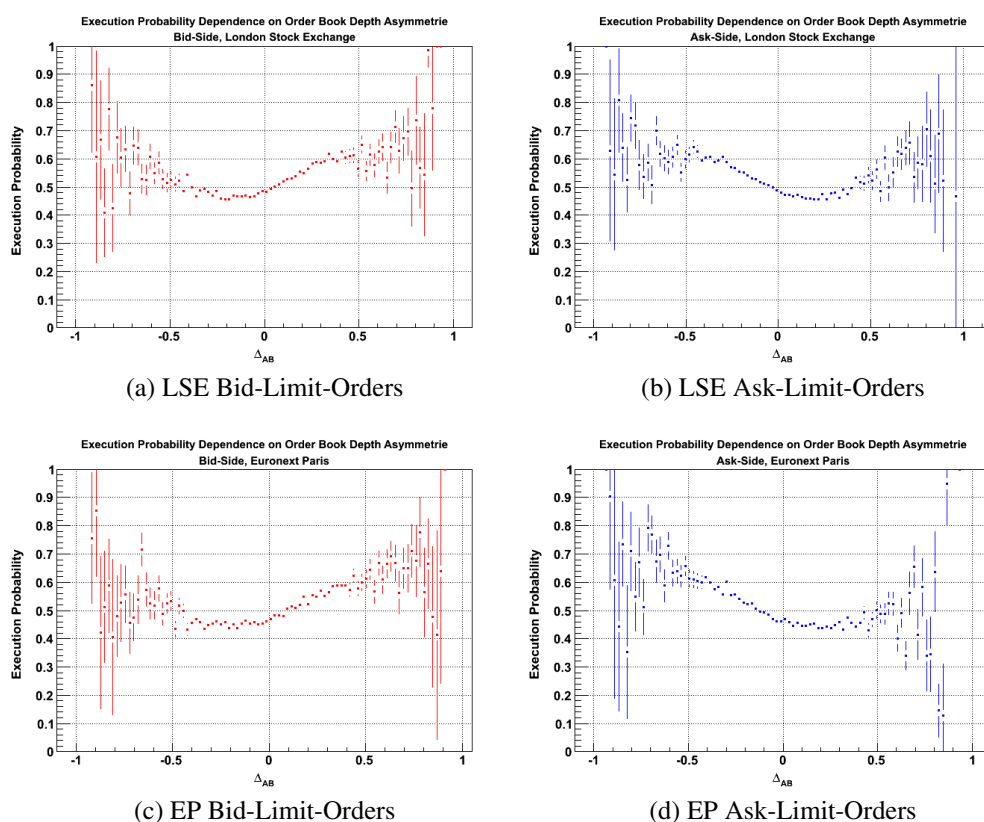 Execution Probability Dependence on Order Book Depth Asymmetrie
Bid-Side, London Stock Exchange
Execution Probability
1
0.9
0.8
0.7
0.6
0.5
0.4
0.3
0.2
0.1
0
-1 -0.5 0 0.5 1
Δ_AB
(a) LSE Bid-Limit-Orders
Execution Probability Dependence on Order Book Depth Asymmetrie
Ask-Side, London Stock Exchange
Execution Probability
1
0.9
0.8
0.7
0.6
0.5
0.4
0.3
0.2
0.1
0
-1 -0.5 0 0.5 1
Δ_AB
(b) LSE Ask-Limit-Orders
Execution Probability Dependence on Order Book Depth Asymmetrie
Bid-Side, Euronext Paris
Execution Probability
1
0.9
0.8
0.7
0.6
0.5
0.4
0.3
0.2
0.1
0
-1 -0.5 0 0.5 1
Δ_AB
(c) EP Bid-Limit-Orders
Execution Probability Dependence on Order Book Depth Asymmetrie
Ask-Side, Euronext Paris
Execution Probability
1
0.9
0.8
0.7
0.6
0.5
0.4
0.3
0.2
0.1
0
-1 -0.5 0 0.5 1
Δ_AB
(d) EP Ask-Limit-Orders